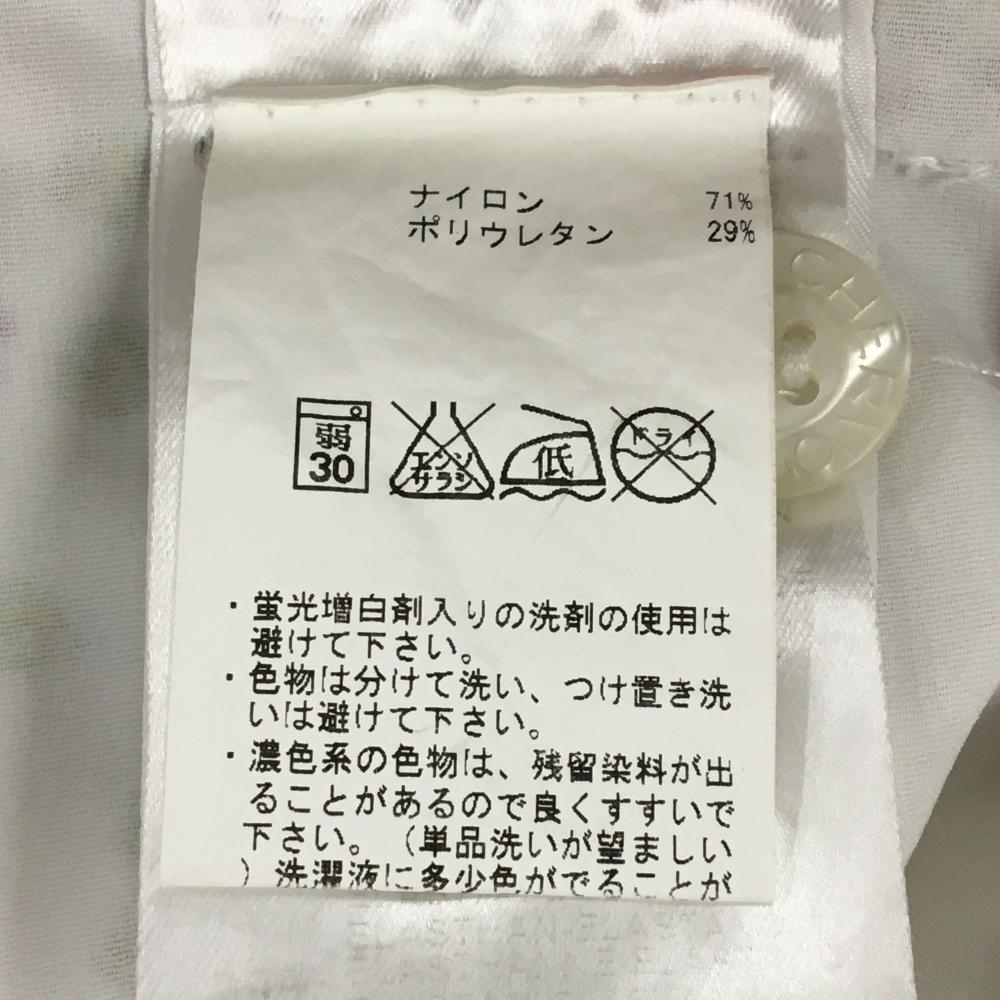 ナイロン 71%
ポリウレタン 29%
弱
30
エンソ
サラシ
低
ドライ
・蛍光増白剤入りの洗剤の使用は
避けて下さい。
・色物は分けて洗い、つけ置き洗
いは避けて下さい。
・濃色系の色物は、残留染料が出
ることがあるので良くすすいで
下さい。（単品洗いが望ましい
）洗濯液に多少色がでることが
CHERVO